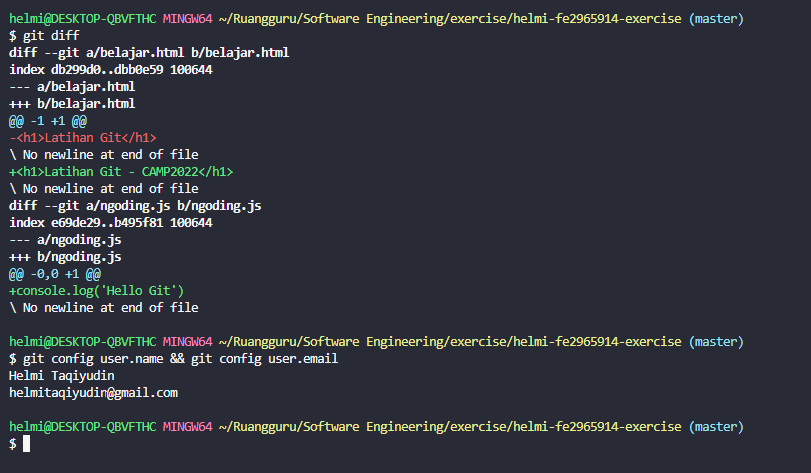 helmi@DESKTOP-QBVFTHC MINGW64 ~/Ruangguru/Software Engineering/exercise/helmi-fe2965914-exercise (master)
$ git diff
diff --git a/belajar.html b/belajar.html
index db299d0..dbb0e59 100644
--- a/belajar.html
+++ b/belajar.html
@@ -1 +1 @@
-<h1>Latihan Git</h1>
\ No newline at end of file
+<h1>Latihan Git - CAMP2022</h1>
\ No newline at end of file
diff --git a/ngoding.js b/ngoding.js
index e69de29..b495f81 100644
--- a/ngoding.js
+++ b/ngoding.js
@@ -0,0 +1 @@
+console.log('Hello Git')
\ No newline at end of file
helmi@DESKTOP-QBVFTHC MINGW64 ~/Ruangguru/Software Engineering/exercise/helmi-fe2965914-exercise (master)
$ git config user.name && git config user.email
Helmi Taqiyudin
helmitaqiyudin@gmail.com
helmi@DESKTOP-QBVFTHC MINGW64 ~/Ruangguru/Software Engineering/exercise/helmi-fe2965914-exercise (master)
$